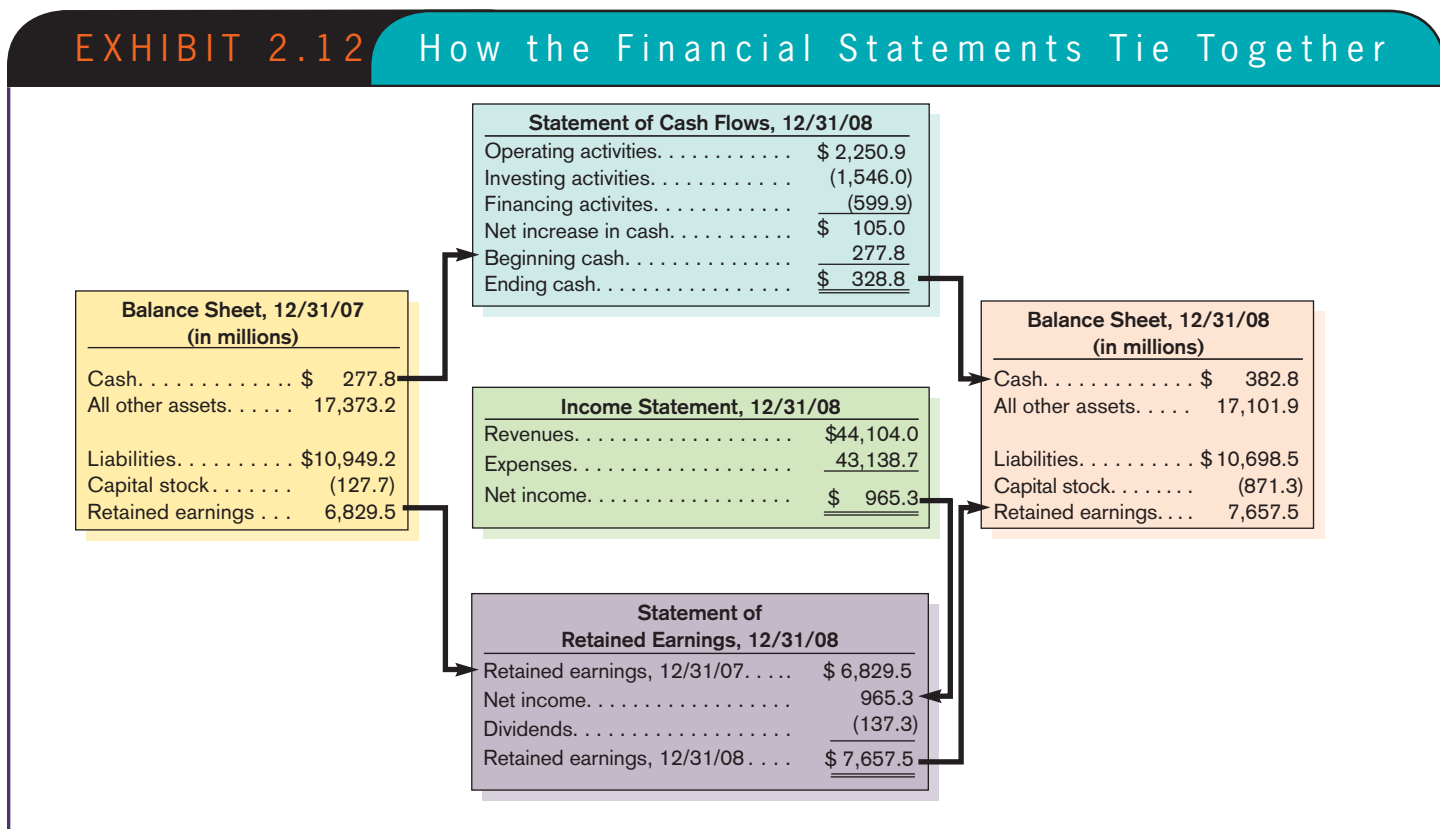 EXHIBIT 2.12 How the Financial Statements Tie Together
Statement of Cash Flows, 12/31/08
Operating activities. . . . . . . . . . . . $ 2,250.9
Investing activities. . . . . . . . . . . . (1,546.0)
Financing activites. . . . . . . . . . . . (599.9)
Net increase in cash. . . . . . . . . . . $ 105.0
Beginning cash. . . . . . . . . . . . . . . 277.8
Ending cash. . . . . . . . . . . . . . . . . $ 328.8
Balance Sheet, 12/31/07
(in millions)
Cash. . . . . . . . . . . . . $ 277.8
All other assets. . . . . . 17,373.2
Liabilities. . . . . . . . . . $10,949.2
Capital stock . . . . . . . (127.7)
Retained earnings . . . 6,829.5
Income Statement, 12/31/08
Revenues. . . . . . . . . . . . . . . . . . . $44,104.0
Expenses. . . . . . . . . . . . . . . . . . . 43,138.7
Net income. . . . . . . . . . . . . . . . . . $ 965.3
Balance Sheet, 12/31/08
(in millions)
Cash. . . . . . . . . . . . . $ 382.8
All other assets. . . . . 17,101.9
Liabilities. . . . . . . . . . $ 10,698.5
Capital stock. . . . . . . . (871.3)
Retained earnings. . . . 7,657.5
Statement of
Retained Earnings, 12/31/08
Retained earnings, 12/31/07. . . . . $ 6,829.5
Net income. . . . . . . . . . . . . . . . . . 965.3
Dividends. . . . . . . . . . . . . . . . . . . (137.3)
Retained earnings, 12/31/08 . . . . $ 7,657.5